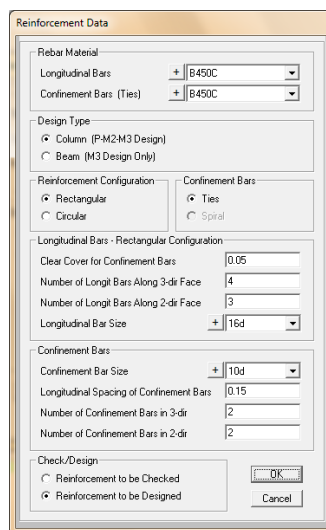 Reinforcement Data
Rebar Material
Longitudinal Bars + B450C
Confinement Bars (Ties) + B450C
Design Type
Column (P-M2-M3 Design)
Beam (M3 Design Only)
Reinforcement Configuration Confinement Bars
Rectangular Ties
Circular Spiral
Longitudinal Bars - Rectangular Configuration
Clear Cover for Confinement Bars 0.05
Number of Longit Bars Along 3-dir Face 4
Number of Longit Bars Along 2-dir Face 3
Longitudinal Bar Size + 16d
Confinement Bars
Confinement Bar Size + 10d
Longitudinal Spacing of Confinement Bars 0.15
Number of Confinement Bars in 3-dir 2
Number of Confinement Bars in 2-dir 2
Check/Design
Reinforcement to be Checked OK
Reinforcement to be Designed Cancel